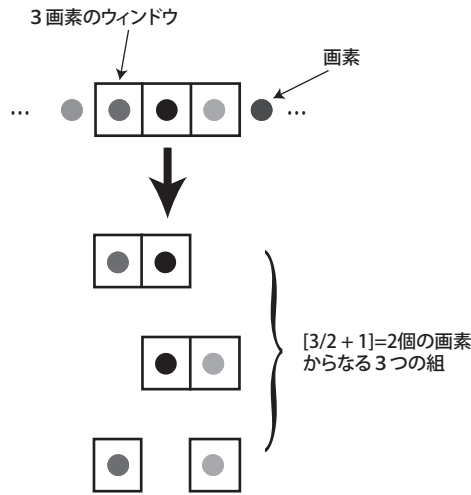 3画素のウィンドウ
画素
...
...
[3/2 + 1]=2個の画素
からなる3つの組